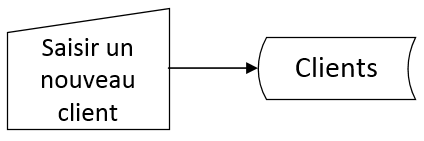 Saisir un
nouveau
client
Clients